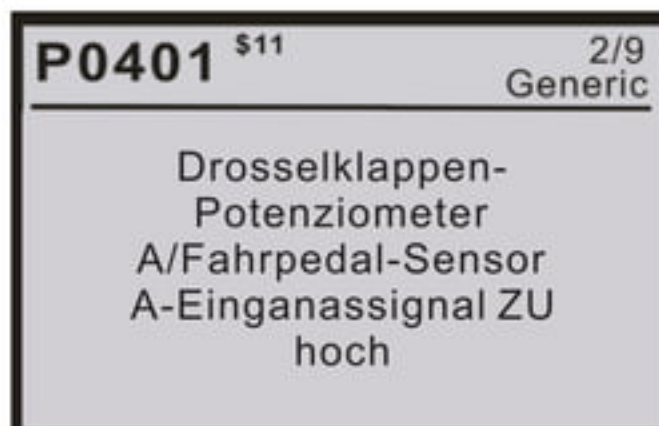 P0401 $11 2/9
Generic
Drosselklappen-
Potenziometer
A/Fahrpedal-Sensor
A-Einganassignal ZU
hoch